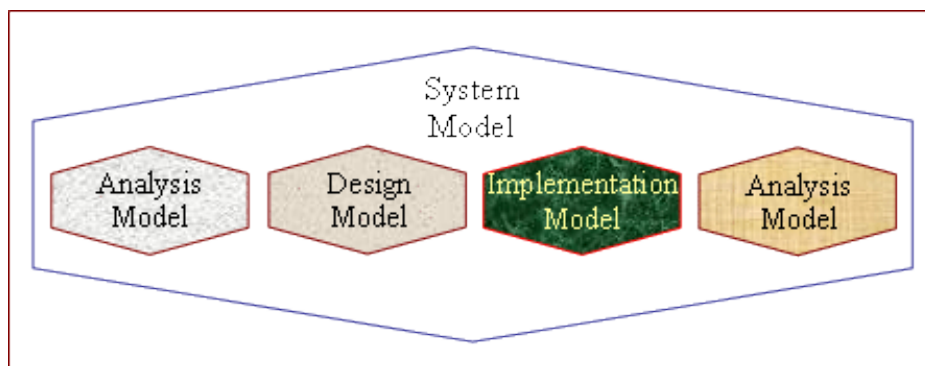 System
Model
Analysis
Model
Design
Model
Implementation
Model
Analysis
Model